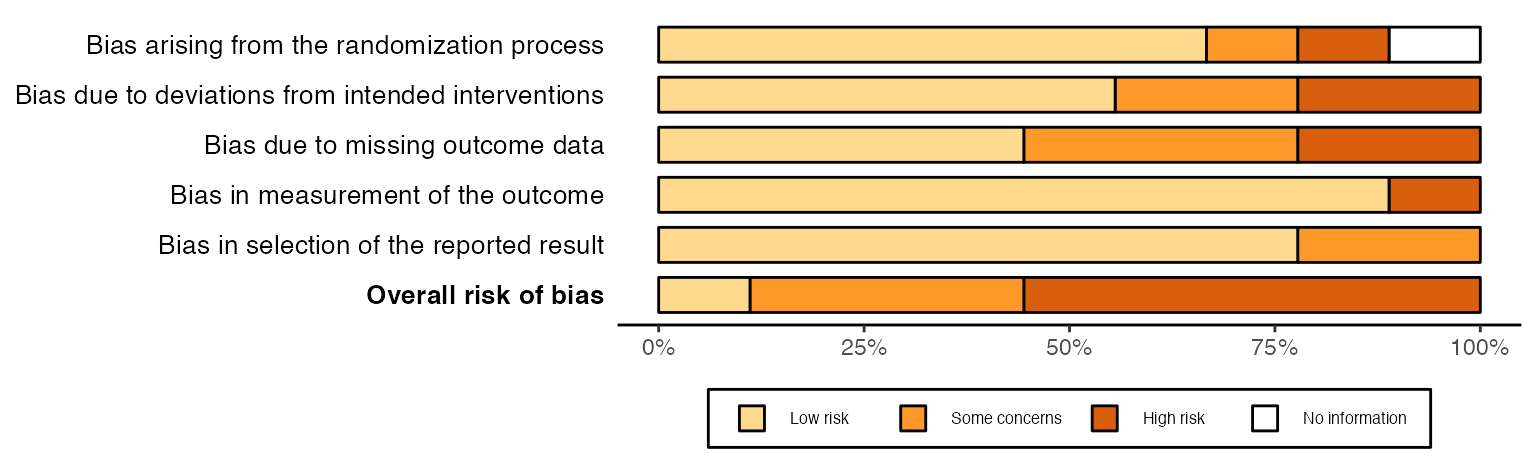 Bias arising from the randomization process
Bias due to deviations from intended interventions
Bias due to missing outcome data
Bias in measurement of the outcome
Bias in selection of the reported result
Overall risk of bias
0% 25% 50% 75% 100%
Low risk Some concerns High risk No information